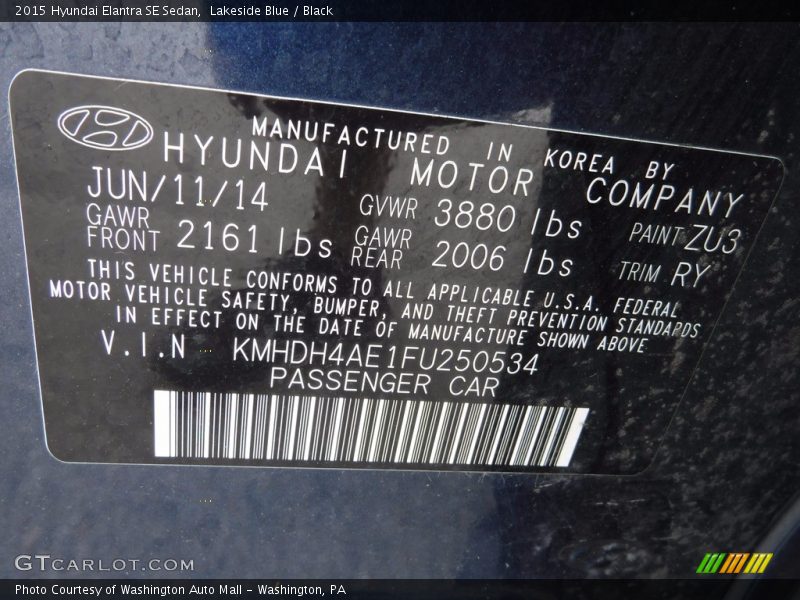 2015 Hyundai Elantra SE Sedan, Lakeside Blue / Black
MANUFACTURED IN KOREA BY
HYUNDAI MOTOR COMPANY
JUN/11/14 GVWR 3880 lbs PAINT ZU3
GAWR FRONT 2161 lbs GAWR REAR 2006 lbs TRIM RY
THIS VEHICLE CONFORMS TO ALL APPLICABLE U.S.A. FEDERAL
MOTOR VEHICLE SAFETY, BUMPER, AND THEFT PREVENTION STANDARDS
IN EFFECT ON THE DATE OF MANUFACTURE SHOWN ABOVE
V.I.N KMHDH4AE1FU250534
PASSENGER CAR
GTCARLOT.COM
Photo Courtesy of Washington Auto Mall - Washington, PA